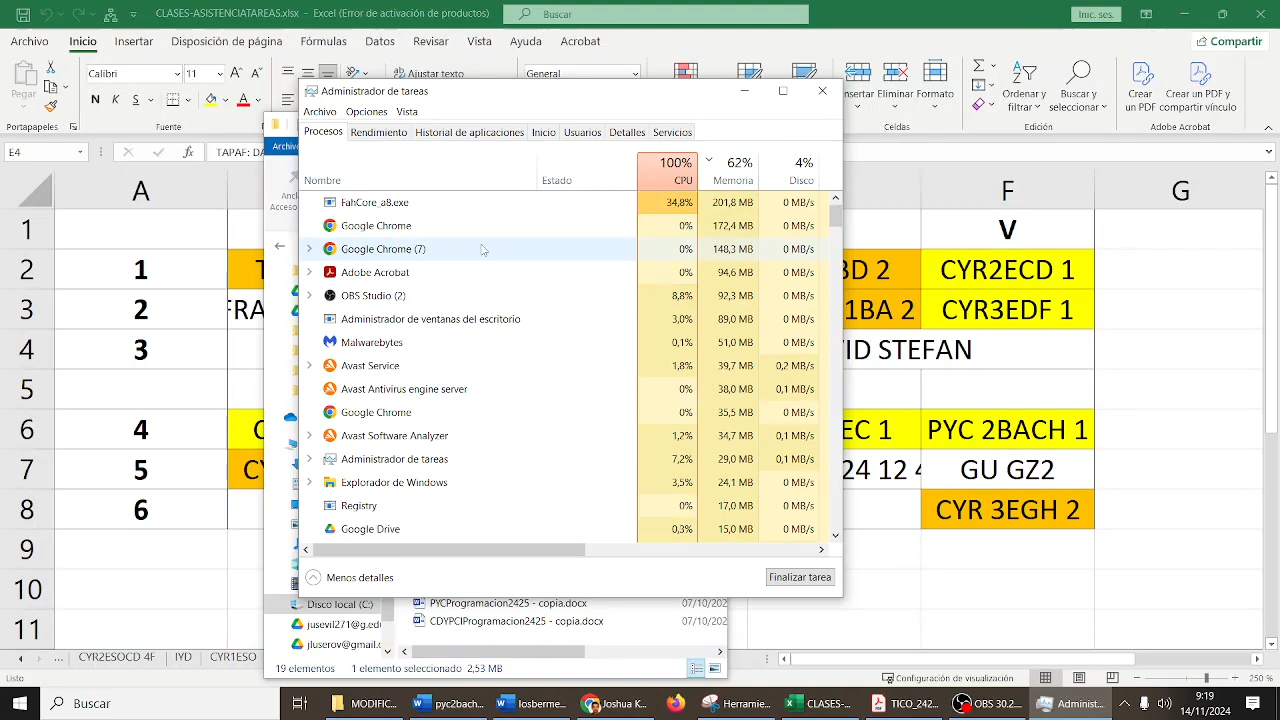 CLASES-ASISTENCIATAREAS.xlsx - Excel (Error de activación de productos)
Buscar
Inic. ses.
Archivo Inicio Insertar Disposición de página Fórmulas Datos Revisar Vista Ayuda Acrobat
Compartir
Pegar
Calibri 11
N K S
Ajustar texto
General
Insertar Eliminar Formato
Ordenar y filtrar
Buscar y seleccionar
Crear un PDF
Crear un PDF y compartir vínculo
Portapapeles Fuente Celdas Edición Adobe Acrobat
E4
TAPAF: DA
A F G
1 V
2 1 T BD 2 CYR2ECD 1
3 2 FRA 1BA 2 CYR3EDF 1
4 3 VID STEFAN
5
6 4 C EC 1 PYC 2BACH 1
7 5 CY 24 12 4 GU GZ2
8 6 CYR 3EGH 2
9
10
11
Archivo
Ancl
Administrador de tareas
Archivo Opciones Vista
Procesos Rendimiento Historial de aplicaciones Inicio Usuarios Detalles Servicios
100% 62% 4%
Nombre Estado CPU Memoria Disco
FahCore_a8.exe 34,8% 201,8 MB 0 MB/s
Google Chrome 0% 172,4 MB 0 MB/s
Google Chrome (7) 0% 148,3 MB 0 MB/s
Adobe Acrobat 0% 94,6 MB 0 MB/s
OBS Studio (2) 8,8% 92,3 MB 0 MB/s
Administrador de ventanas del escritorio 3,0% 89,0 MB 0 MB/s
Malwarebytes 0,1% 51,0 MB 0 MB/s
Avast Service 1,8% 39,7 MB 0,2 MB/s
Avast Antivirus engine server 0% 38,0 MB 0,1 MB/s
Google Chrome 0% 35,5 MB 0 MB/s
Avast Software Analyzer 1,2% 34,7 MB 0,1 MB/s
Administrador de tareas 7,2% 29,0 MB 0,1 MB/s
Explorador de Windows 3,5% 24,1 MB 0 MB/s
Registry 0% 17,0 MB 0 MB/s
Google Drive 0,3% 15,0 MB 0 MB/s
Menos detalles
Finalizar tarea
Disco local (C:)
PYCProgramacion2425 - copia.docx 07/10/202
jusevil271@g.edu
CDYPCIProgramacion2425 - copia.docx 07/10/202
jluserov@gmail.
19 elementos 1 elemento seleccionado 2,53 MB
... CYR2ESOCD 4F IYD CYR1ESO
Listo
Configuración de visualización
250 %
Buscar
MODIFIC...
pyc2bach...
losberme...
Joshua K...
Herramie...
CLASES-...
TICO_242...
OBS 30.2...
Administ...
9:19
14/11/2024